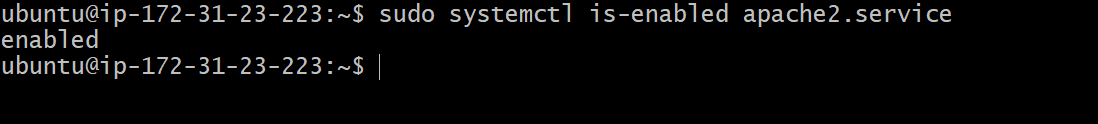 ubuntu@ip-172-31-23-223:~$ sudo systemctl is-enabled apache2.service
enabled
ubuntu@ip-172-31-23-223:~$